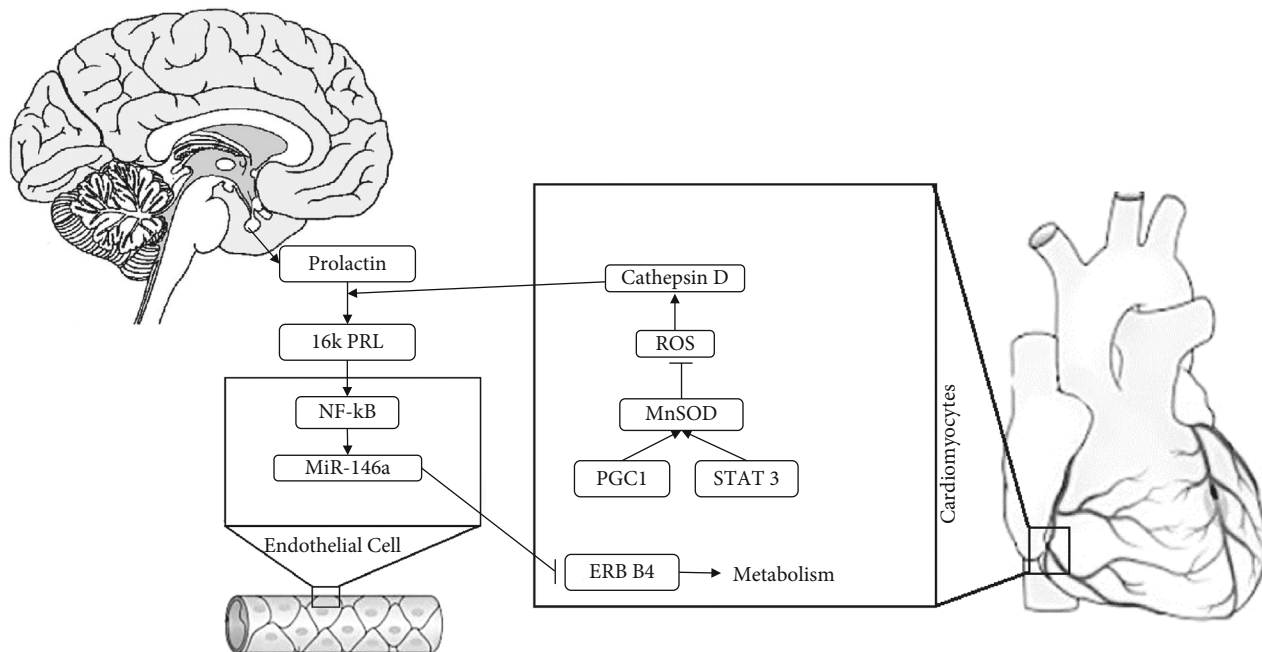 Prolactin
16k PRL
NF-kB
MiR-146a
Endothelial Cell
Cathepsin D
ROS
MnSOD
PGC1
STAT 3
ERB B4
Metabolism
Cardiomyocytes